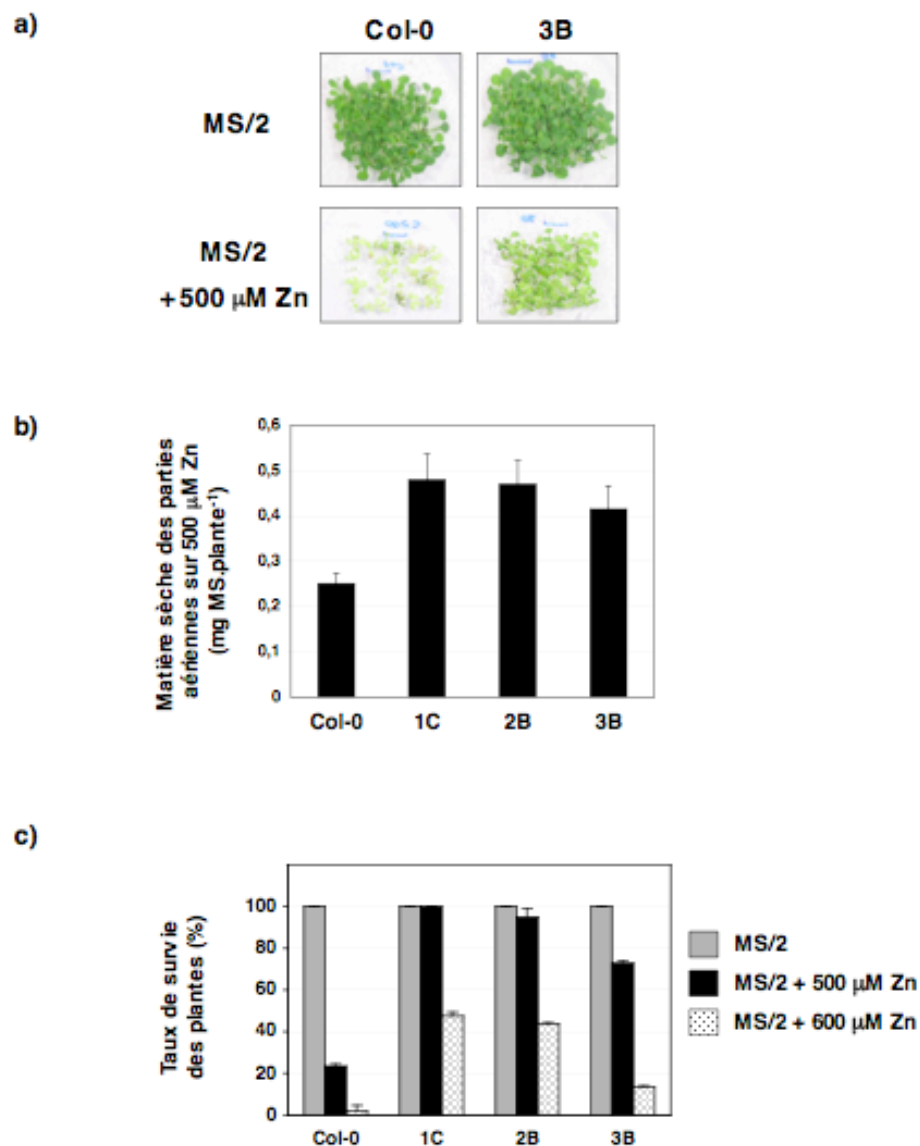 a)
Col-0 3B
MS/2
MS/2
+ 500 µM Zn
b)
Matière sèche des parties
aériennes sur 500 µM Zn
(mg MS.plante⁻¹)
0,6
0,5
0,4
0,3
0,2
0,1
0
Col-0 1C 2B 3B
c)
Taux de survie
des plantes (%)
100
80
60
40
20
0
Col-0 1C 2B 3B
MS/2
MS/2 + 500 µM Zn
MS/2 + 600 µM Zn